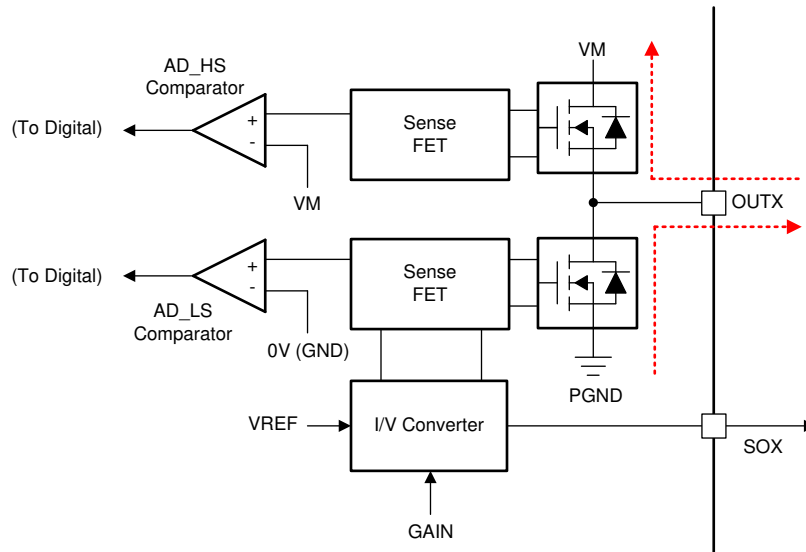 AD_HS
Comparator
VM
(To Digital)
+
-
Sense
FET
VM
OUTX
(To Digital)
+
-
Sense
FET
AD_LS
Comparator
0V (GND)
PGND
VREF
I/V Converter
SOX
GAIN